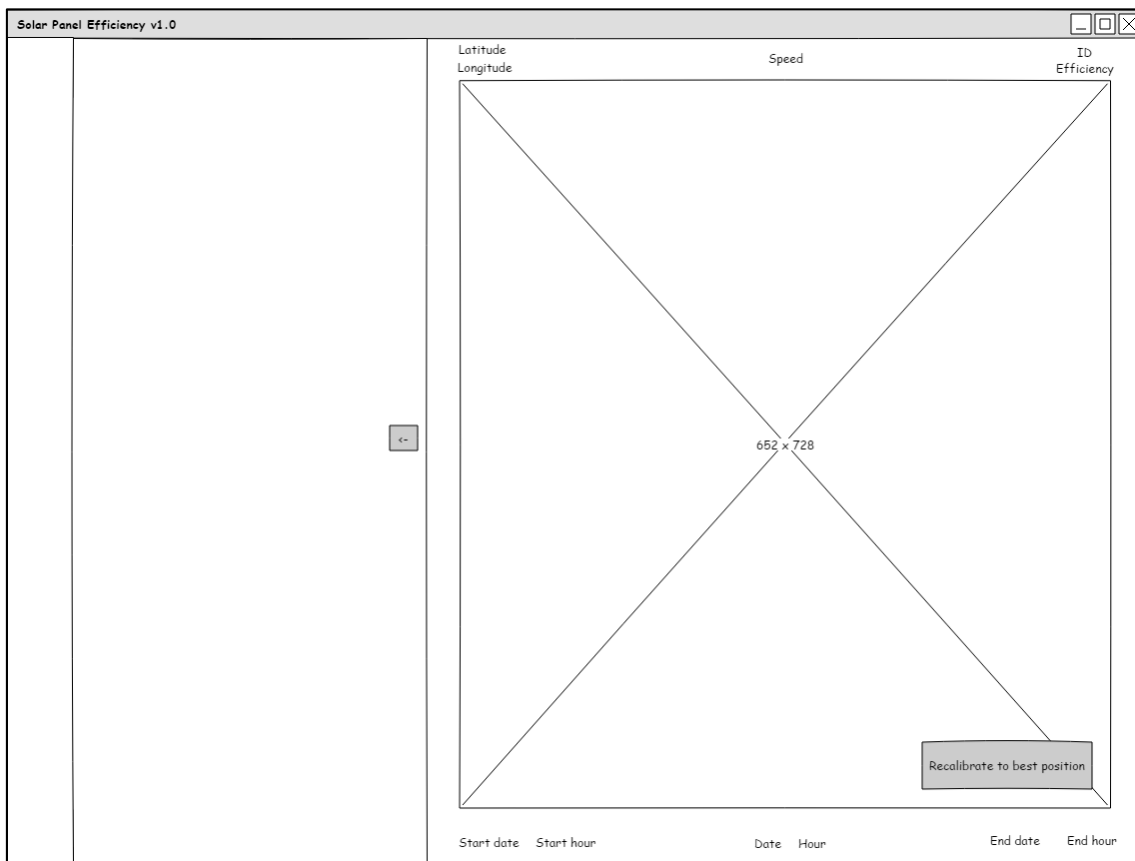 Solar Panel Efficiency v1.0
Latitude
Longitude
Speed
ID
Efficiency
<-
652 x 728
Recalibrate to best position
Start date Start hour
Date Hour
End date End hour